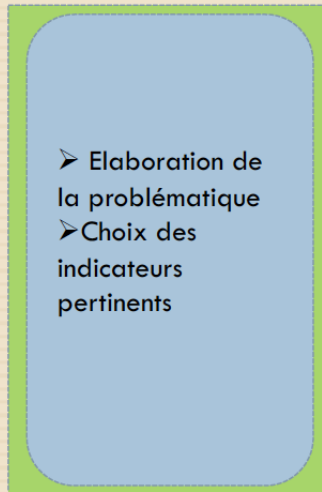 ➢ Elaboration de
la problématique
➢Choix des
indicateurs
pertinents